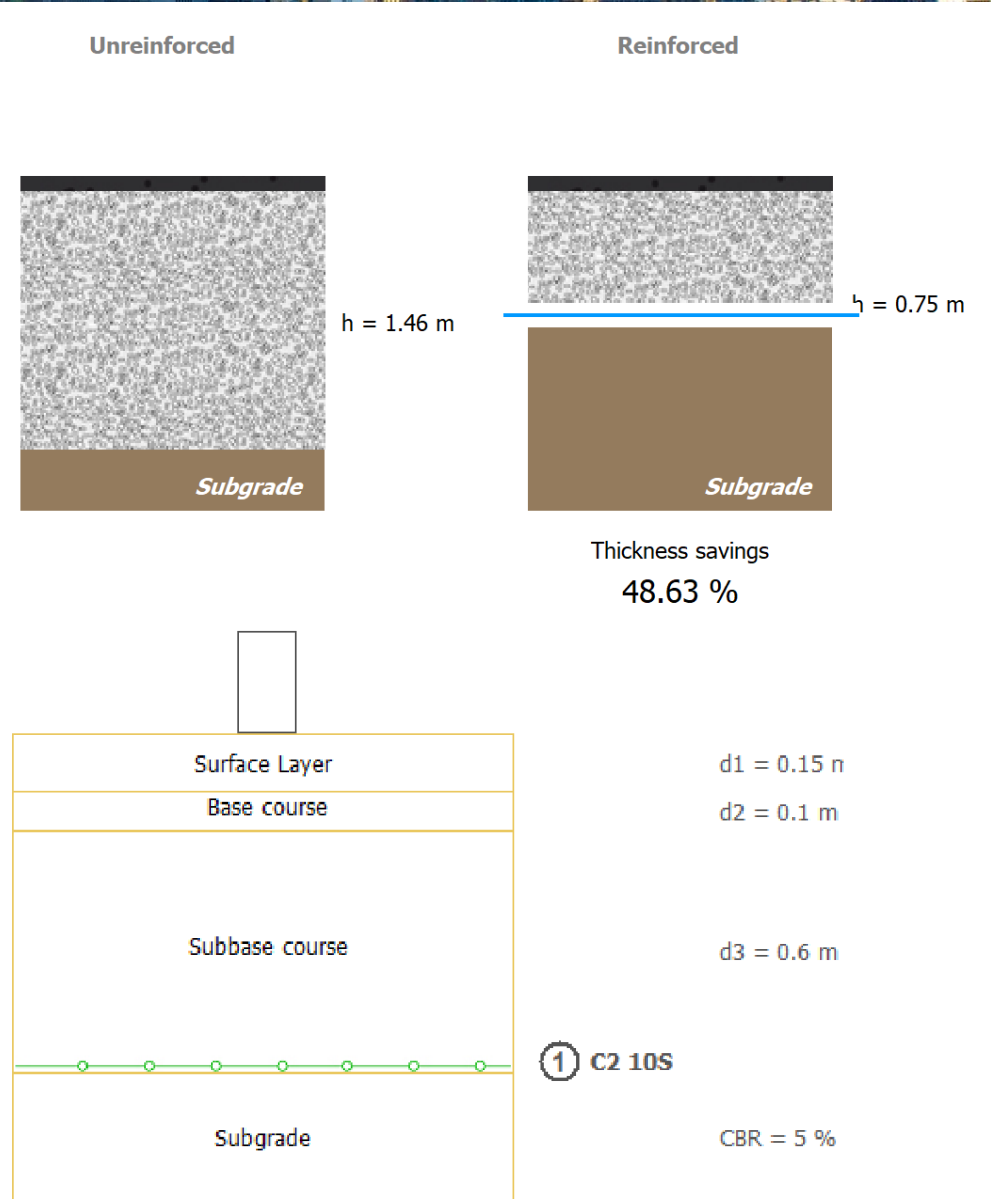 Unreinforced
Reinforced
h = 1.46 m
h = 0.75 m
Subgrade
Subgrade
Thickness savings
48.63 %
Surface Layer
d1 = 0.15 m
Base course
d2 = 0.1 m
Subbase course
d3 = 0.6 m
1 C2 10S
Subgrade
CBR = 5 %